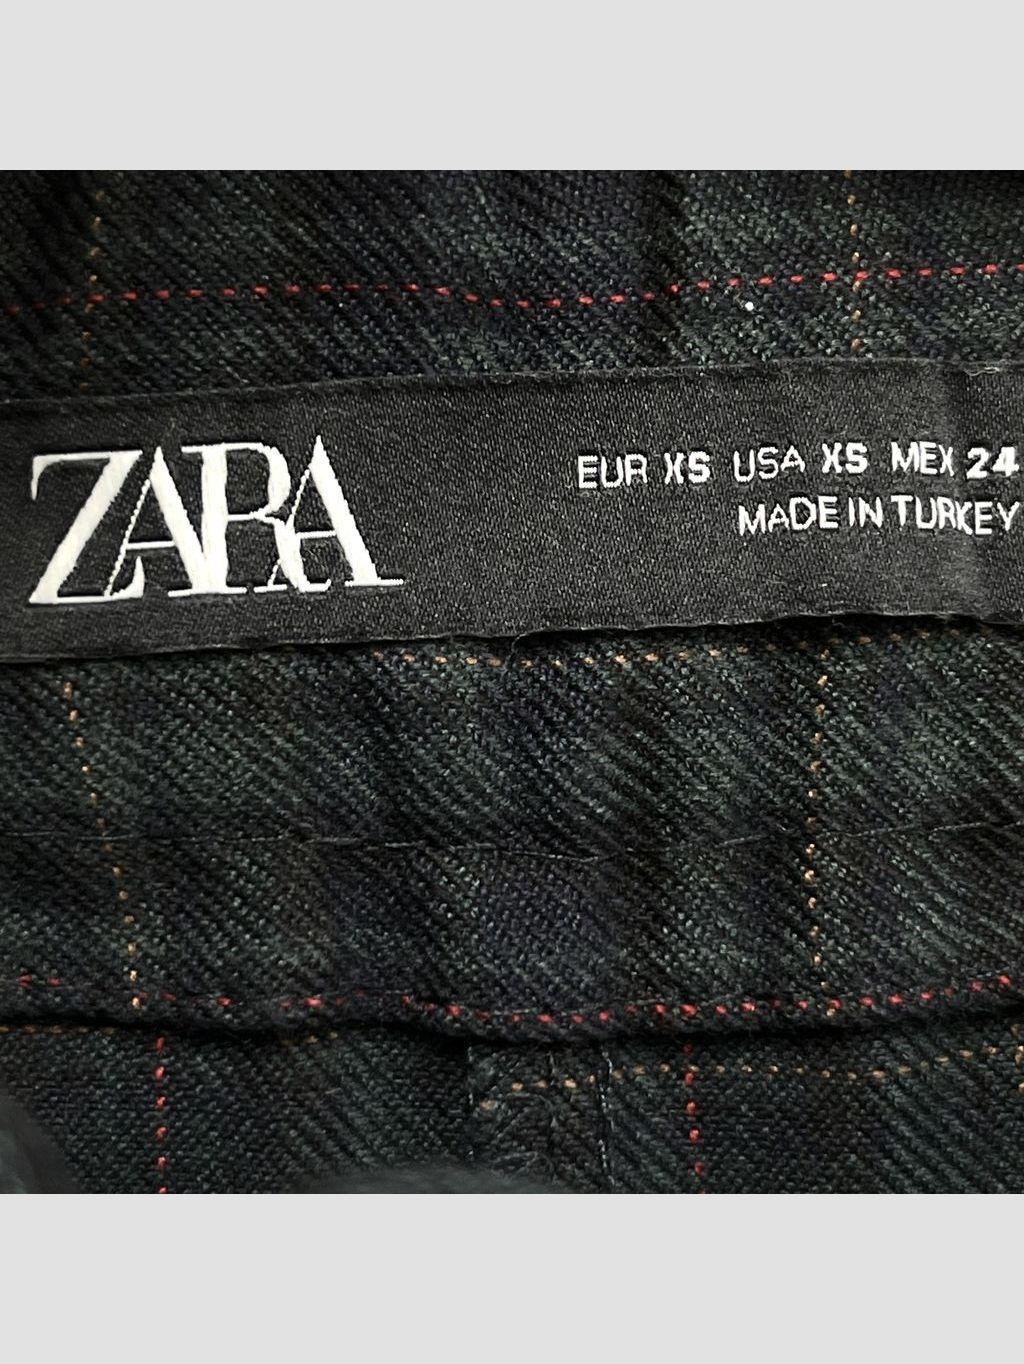 ZARA
EUR XS USA XS MEX 24
MADE IN TURKEY